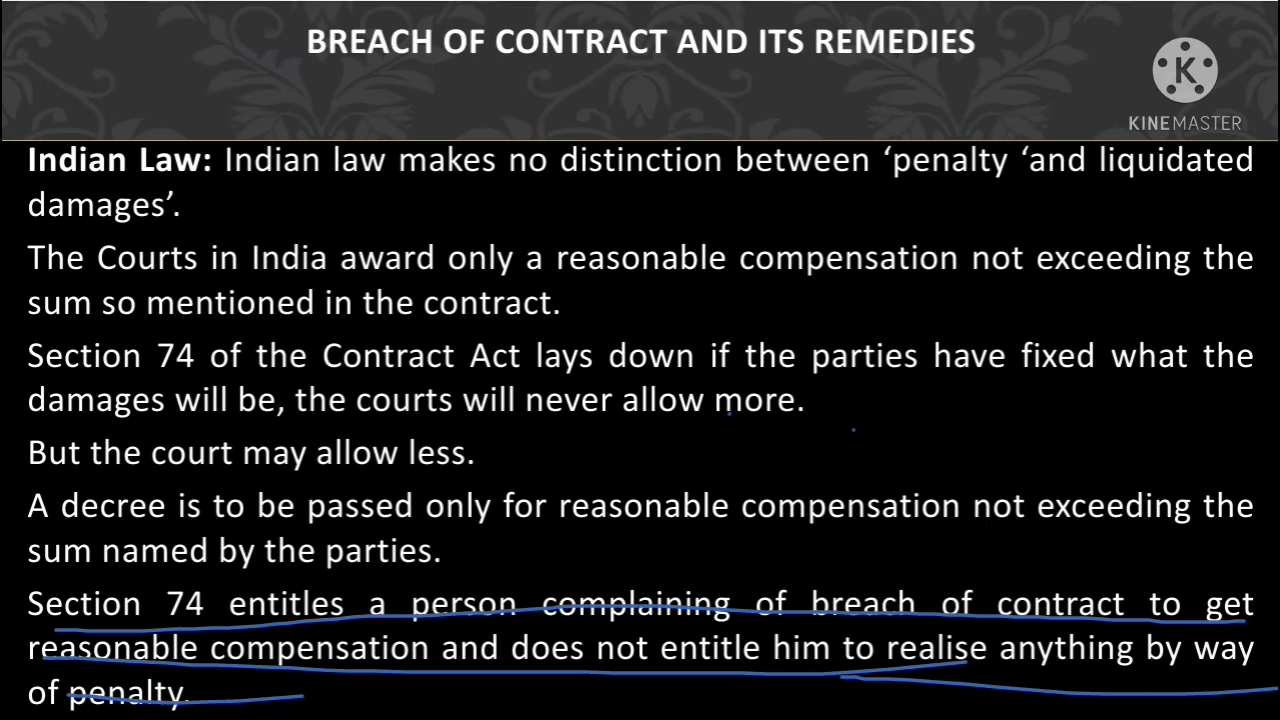 BREACH OF CONTRACT AND ITS REMEDIES
K
KINEMASTER
Indian Law: Indian law makes no distinction between ‘penalty ‘and liquidated
damages’.
The Courts in India award only a reasonable compensation not exceeding the
sum so mentioned in the contract.
Section 74 of the Contract Act lays down if the parties have fixed what the
damages will be, the courts will never allow more.
But the court may allow less.
A decree is to be passed only for reasonable compensation not exceeding the
sum named by the parties.
Section 74 entitles a person complaining of breach of contract to get
reasonable compensation and does not entitle him to realise anything by way
of penalty.